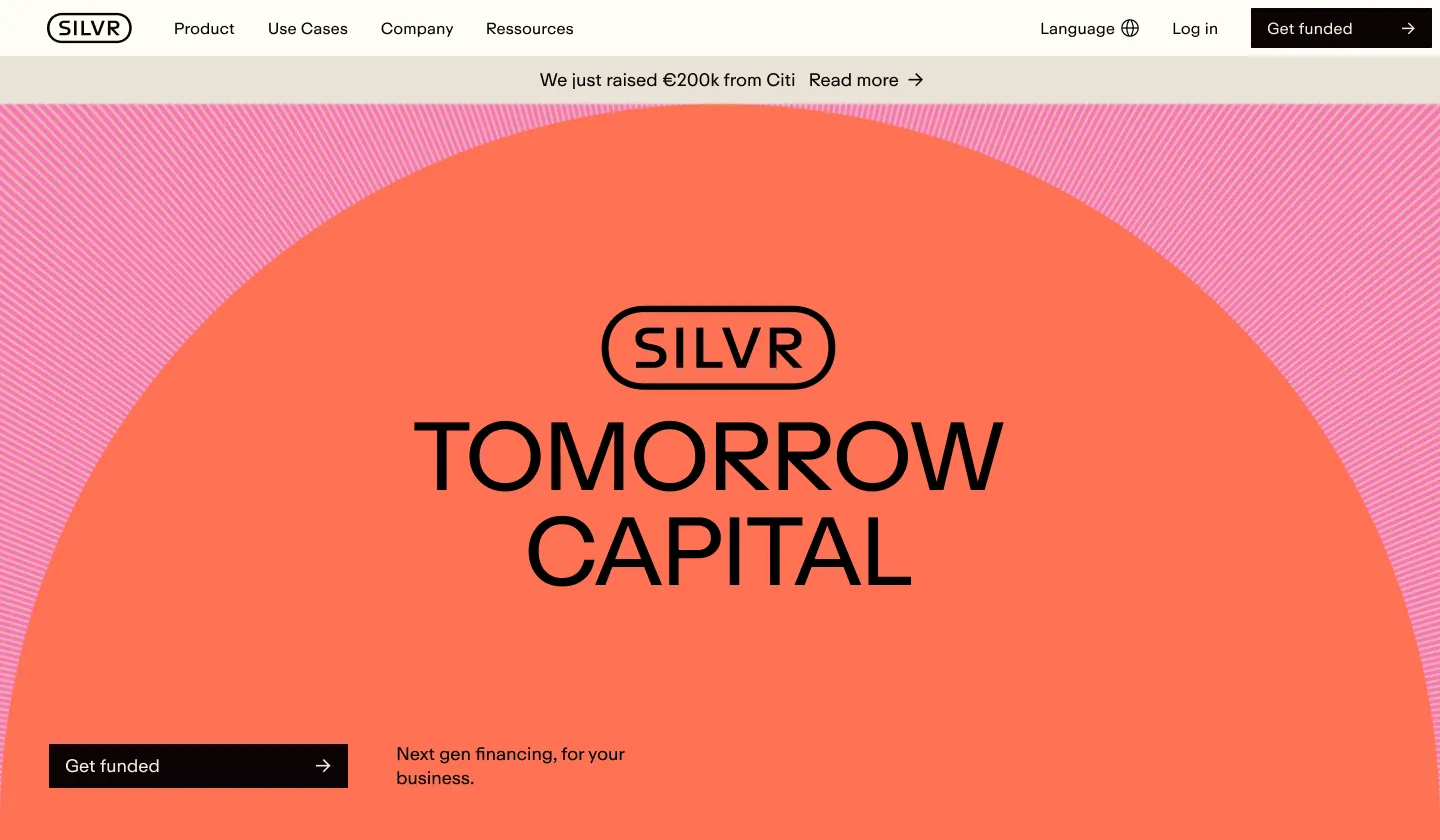 SILVR
Product Use Cases Company Ressources Language Log in Get funded →
We just raised €200k from Citi Read more →
SILVR
TOMORROW
CAPITAL
Get funded →
Next gen financing, for your
business.